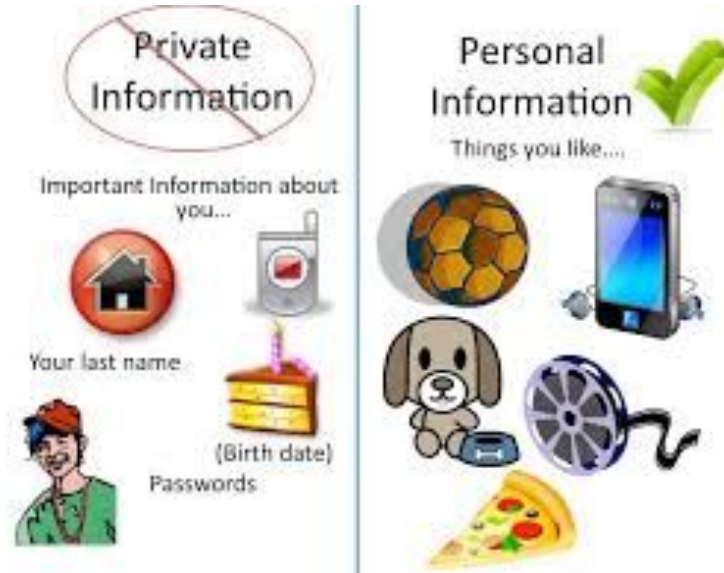 Private
Information
Important Information about
you...
Your last name
(Birth date)
Passwords
Personal
Information
Things you like....